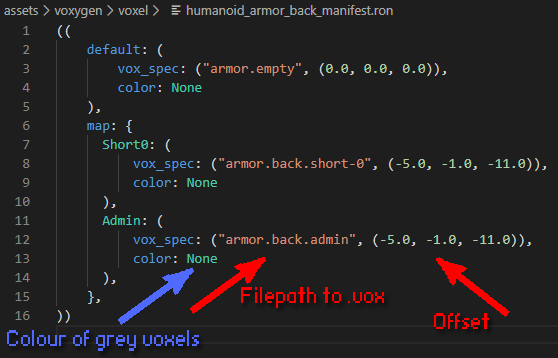 assets > voxygen > voxel > humanoid_armor_back_manifest.ron
1 ((
2 default: (
3 vox_spec: ("armor.empty", (0.0, 0.0, 0.0)),
4 color: None
5 ),
6 map: {
7 Short0: (
8 vox_spec: ("armor.back.short-0", (-5.0, -1.0, -11.0)),
9 color: None
10 ),
11 Admin: (
12 vox_spec: ("armor.back.admin", (-5.0, -1.0, -11.0)),
13 color: None
14 ),
15 },
16 ))
Filepath to .vox
Offset
Colour of grey voxels